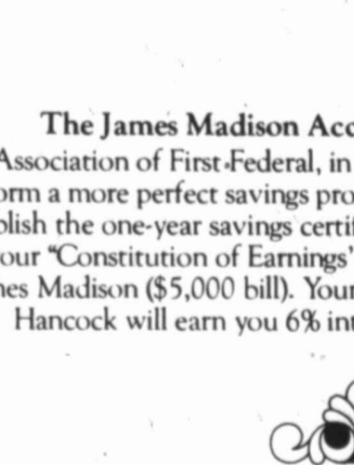 The James Madison Acc
Association of First Federal, in
orm a more perfect savings pro
blish the one-year savings certif
our "Constitution of Earnings"
nes Madison ($5,000 bill). Your
Hancock will earn you 6% int